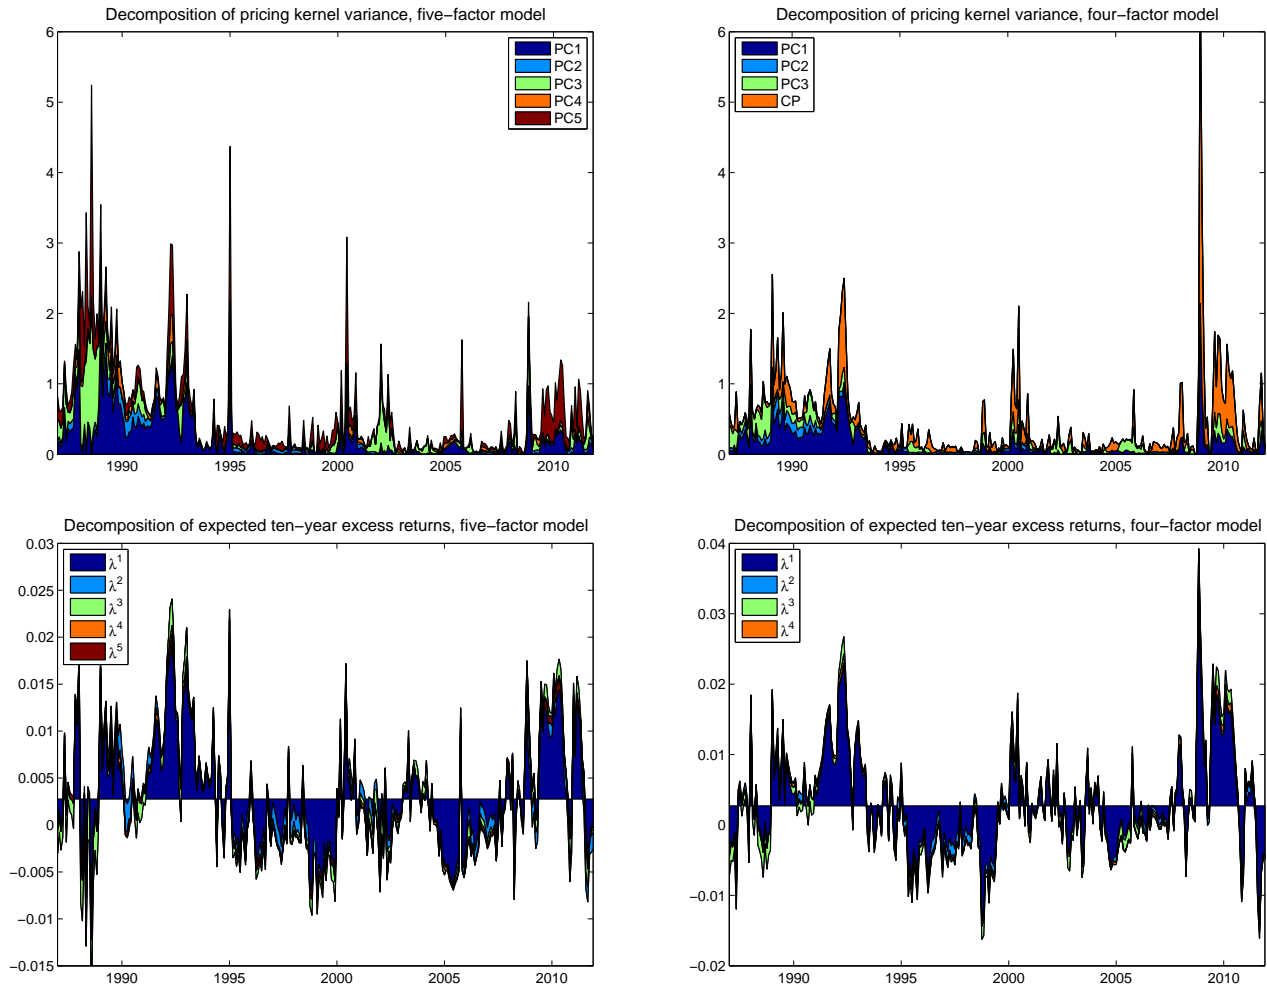 Decomposition of pricing kernel variance, five−factor model
6
5
4
3
2
1
0
1990 1995 2000 2005 2010
PC1
PC2
PC3
PC4
PC5
Decomposition of pricing kernel variance, four−factor model
6
5
4
3
2
1
0
1990 1995 2000 2005 2010
PC1
PC2
PC3
CP
Decomposition of expected ten−year excess returns, five−factor model
0.03
0.025
0.02
0.015
0.01
0.005
0
−0.005
−0.01
−0.015
1990 1995 2000 2005 2010
λ¹
λ²
λ³
λ⁴
λ⁵
Decomposition of expected ten−year excess returns, four−factor model
0.04
0.03
0.02
0.01
0
−0.01
−0.02
1990 1995 2000 2005 2010
λ¹
λ²
λ³
λ⁴